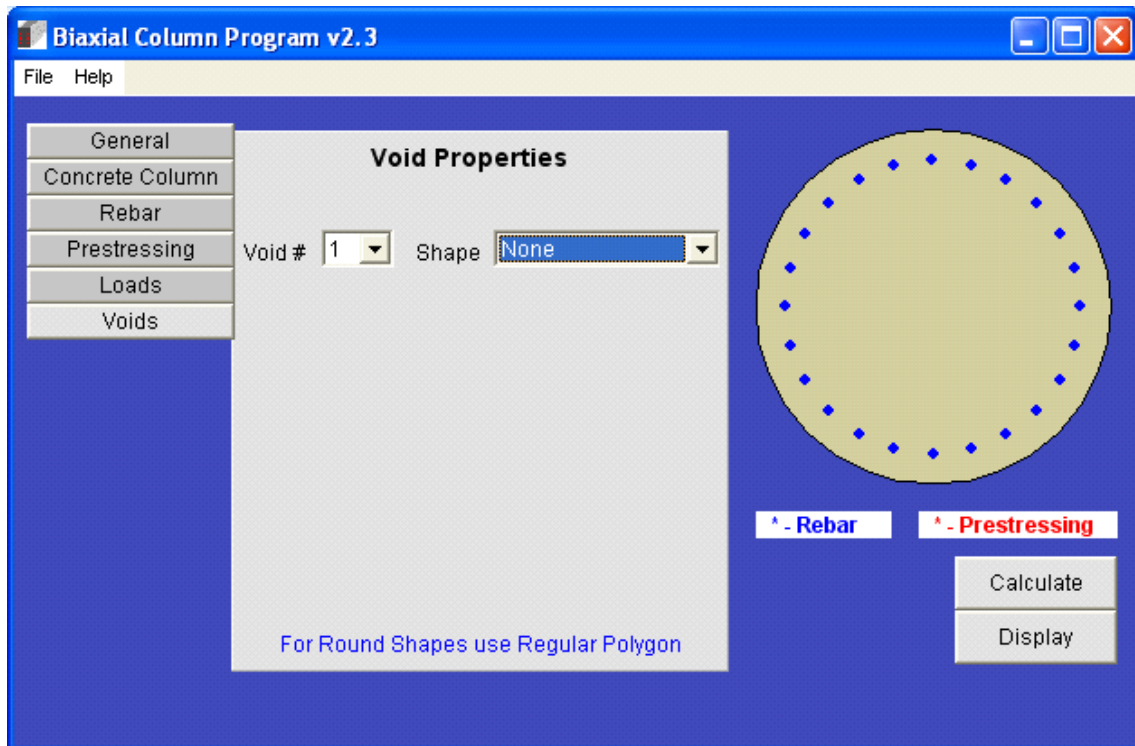 Biaxial Column Program v2.3
File Help
General
Concrete Column
Rebar
Prestressing
Loads
Voids
Void Properties
Void # 1 Shape None
For Round Shapes use Regular Polygon
* - Rebar * - Prestressing
Calculate
Display